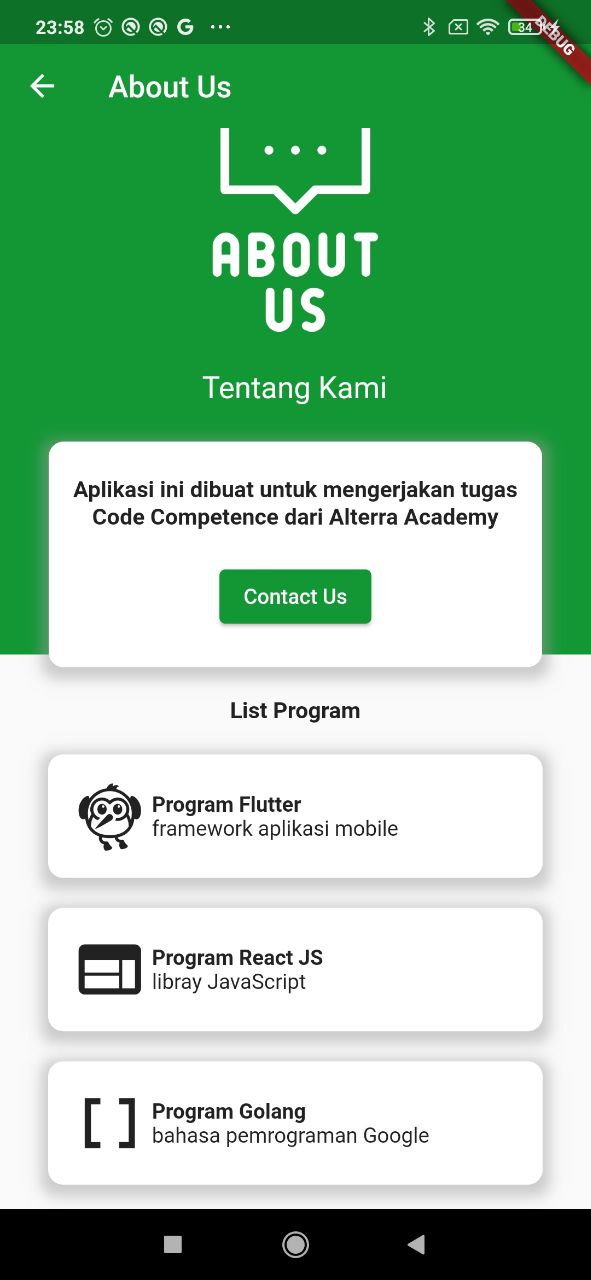 23:58
G
34
DEBUG
About Us
ABOUT
US
Tentang Kami
Aplikasi ini dibuat untuk mengerjakan tugas
Code Competence dari Alterra Academy
Contact Us
List Program
Program Flutter
framework aplikasi mobile
Program React JS
libray JavaScript
Program Golang
bahasa pemrograman Google